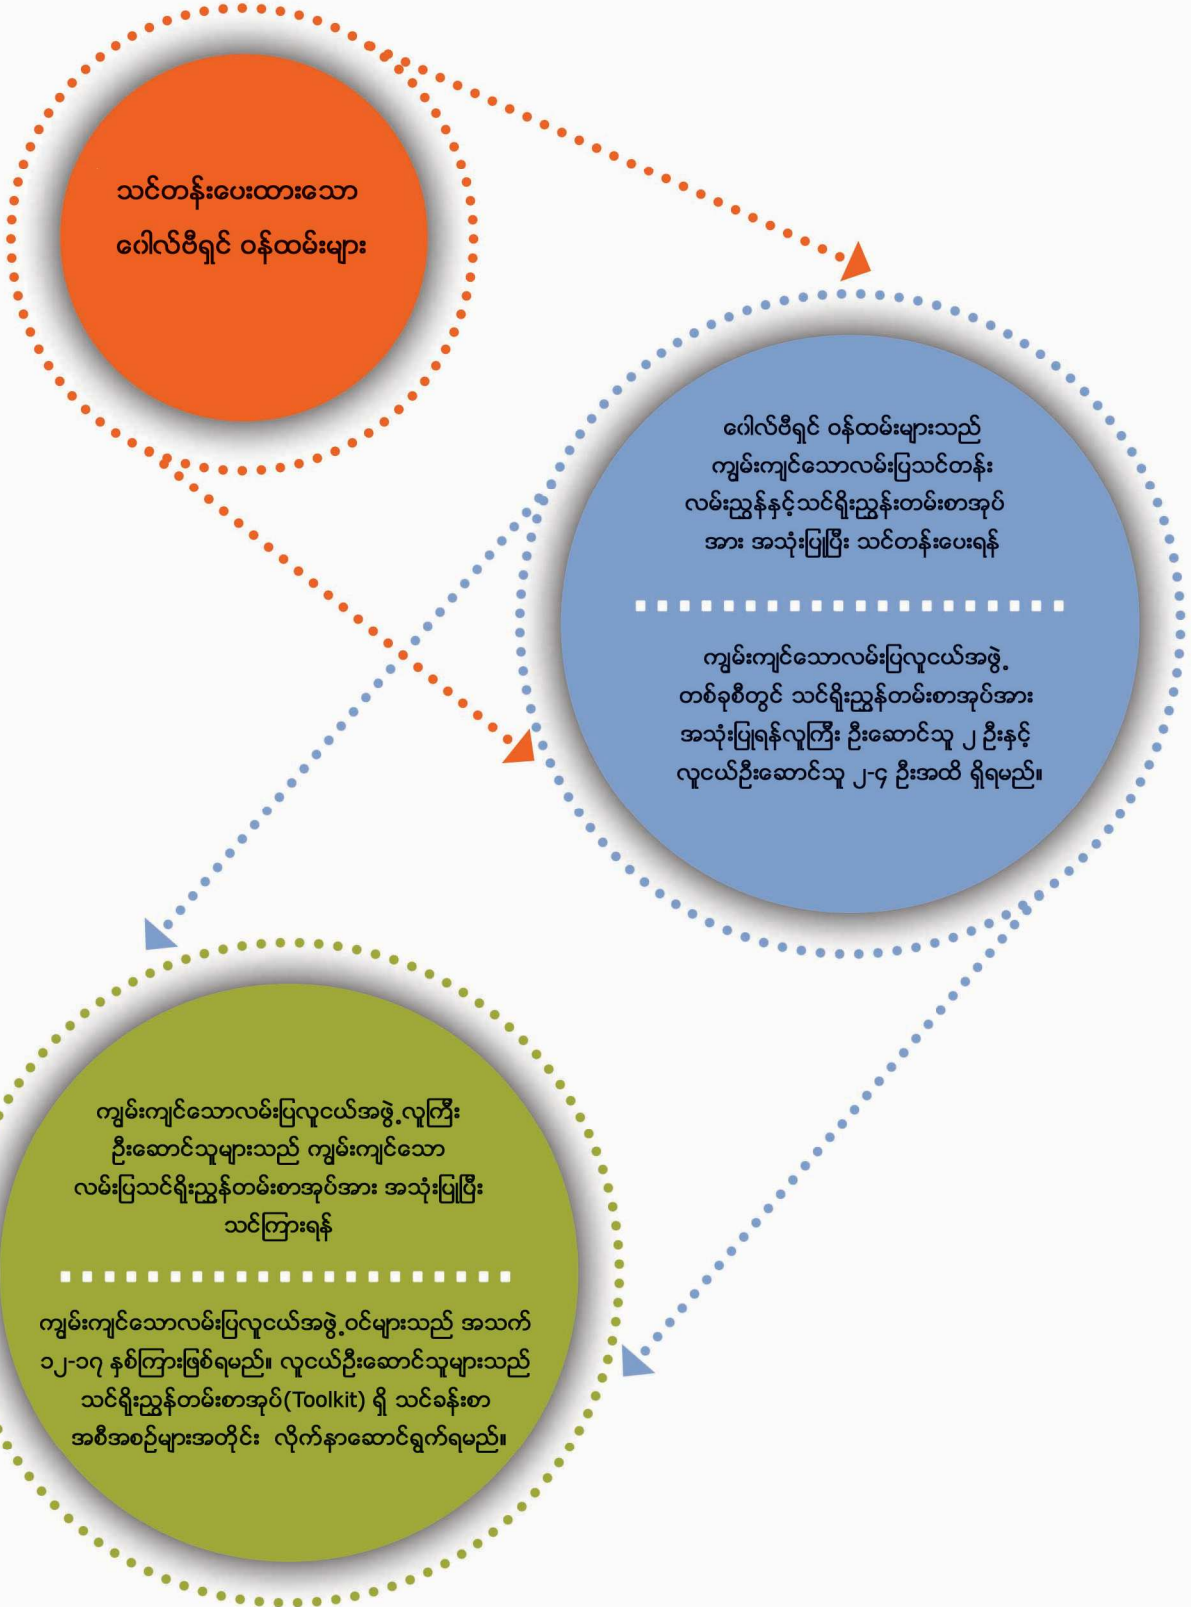 သင်တန်းပေးထားသော
ဂေါလ်ဗီရှင် ဝန်ထမ်းများ
ဂေါလ်ဗီရှင် ဝန်ထမ်းများသည်
ကျွမ်းကျင်သောလမ်းပြသင်တန်း
လမ်းညွှန်နှင့်သင်ရိုးညွှန်းတမ်းစာအုပ်
အား အသုံးပြုပြီး သင်တန်းပေးရန်
ကျွမ်းကျင်သောလမ်းပြလူငယ်အဖွဲ့
တစ်ခုစီတွင် သင်ရိုးညွှန်တမ်းစာအုပ်အား
အသုံးပြုရန်လူကြီး ဦးဆောင်သူ ၂ ဦးနှင့်
လူငယ်ဦးဆောင်သူ ၂-၄ ဦးအထိ ရှိရမည်။
ကျွမ်းကျင်သောလမ်းပြလူငယ်အဖွဲ့လူကြီး
ဦးဆောင်သူများသည် ကျွမ်းကျင်သော
လမ်းပြသင်ရိုးညွှန်တမ်းစာအုပ်အား အသုံးပြုပြီး
သင်ကြားရန်
ကျွမ်းကျင်သောလမ်းပြလူငယ်အဖွဲ့ဝင်များသည် အသက်
၁၂-၁၇ နှစ်ကြားဖြစ်ရမည်။ လူငယ်ဦးဆောင်သူများသည်
သင်ရိုးညွှန်တမ်းစာအုပ်(Toolkit) ရှိ သင်ခန်းစာ
အစီအစဉ်များအတိုင်း လိုက်နာဆောင်ရွက်ရမည်။